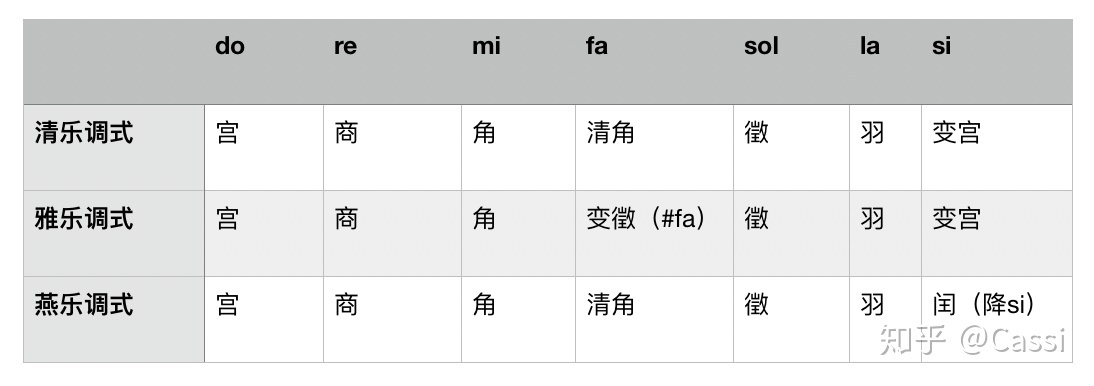 do re mi fa sol la si
清乐调式 宫 商 角 清角 徵 羽 变宫
雅乐调式 宫 商 角 变徵（#fa） 徵 羽 变宫
燕乐调式 宫 商 角 清角 徵 羽 闰（降si）
知乎 @Cassi